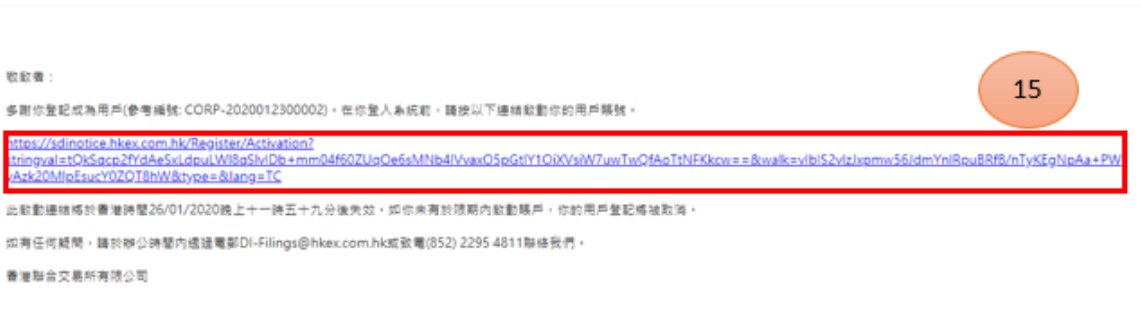 15
敬啟者：
多謝你登記成為用戶(參考編號: CORP-2020012300002)。在你登入系統前，請按以下連結啟動你的用戶賬號。
https://sdinotice.hkex.com.hk/Register/Activation?
stringval=tQkSqcp2fYdAeSxLdpuLWI8qSIvIDb+mm04f60ZUqOe6sMNb4lVvaxO5pGtlY1OiXVsiW7uwTwQfAoTtNFKkcw==&walk=vIblS2vIzJxpmw56JdmYnlRpuBRfB/nTyKEgNpAa+PW
yAzk20MIpEsucY0ZQT8hW&type=&lang=TC
此啟動連結將於香港時間26/01/2020晚上十一時五十九分後失效。如你未有於限期內啟動賬戶，你的用戶登記將被取消。
如有任何疑問，請於辦公時間內透過電郵DI-Filings@hkex.com.hk或致電(852) 2295 4811聯絡我們。
香港聯合交易所有限公司